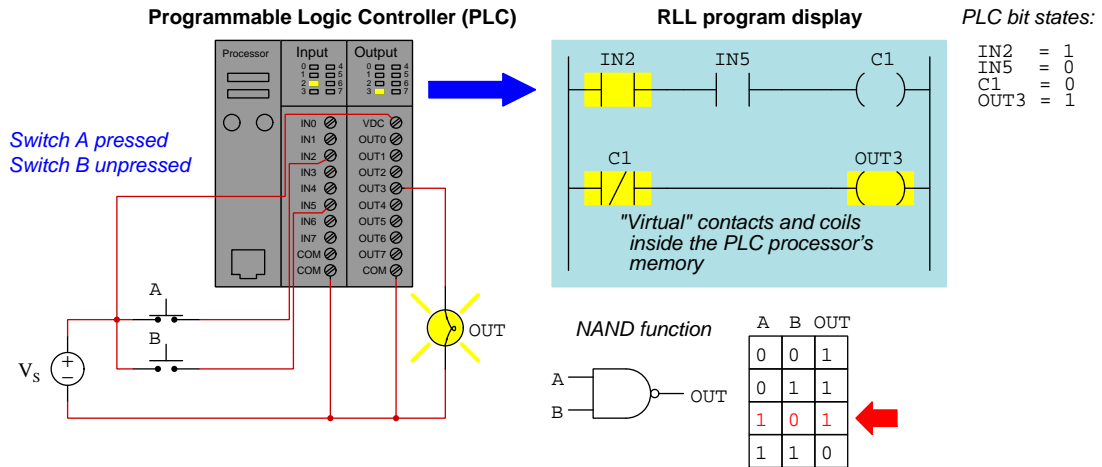 Programmable Logic Controller (PLC)
RLL program display
PLC bit states:
IN2 = 1
IN5 = 0
C1 = 0
OUT3 = 1
Switch A pressed
Switch B unpressed
Processor
Input
0 4
1 5
2 6
3 7
Output
0 4
1 5
2 6
3 7
IN0
IN1
IN2
IN3
IN4
IN5
IN6
IN7
COM
COM
VDC
OUT0
OUT1
OUT2
OUT3
OUT4
OUT5
OUT6
OUT7
COM
IN2 IN5 C1
C1 OUT3
"Virtual" contacts and coils
inside the PLC processor's
memory
A
B
VS
+
−
OUT
NAND function
A
B
OUT
A B OUT
0 0 1
0 1 1
1 0 1
1 1 0